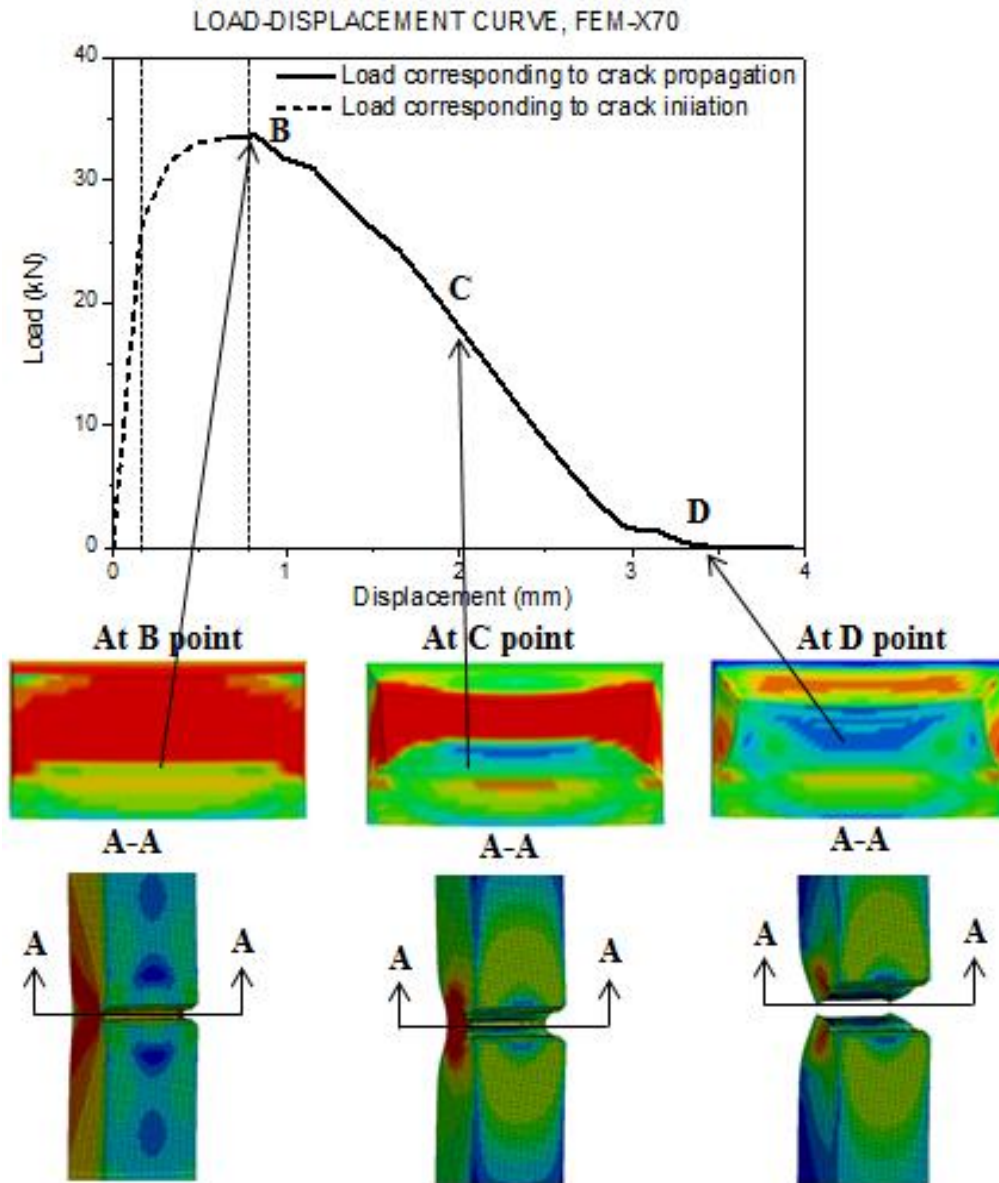 LOAD-DISPLACEMENT CURVE, FEM-X70
40
Load corresponding to crack propagation
Load corresponding to crack iniiation
B
30
C
20
Load (kN)
10
D
0
0 1 2 3 4
Displacement (mm)
At B point At C point At D point
A-A A-A A-A
A A A A A A